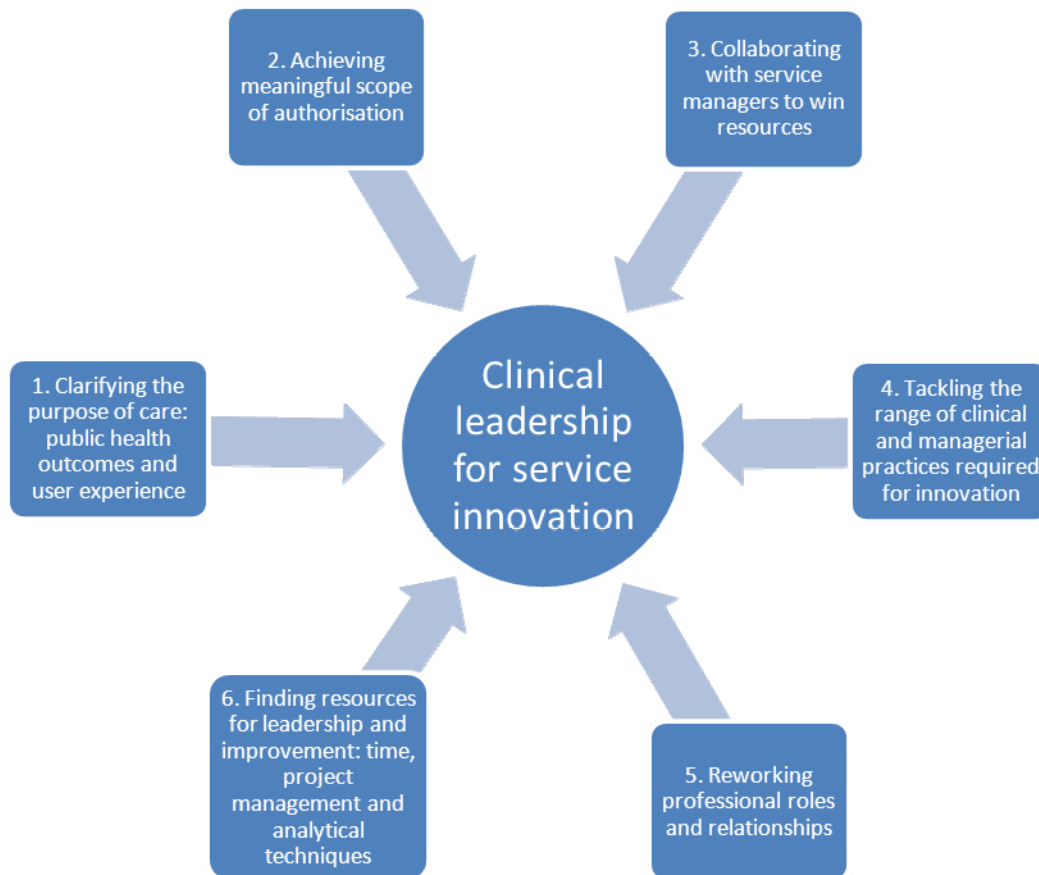 2. Achieving
meaningful scope
of authorisation
3. Collaborating
with service
managers to win
resources
1. Clarifying the
purpose of care:
public health
outcomes and
user experience
Clinical
leadership
for service
innovation
4. Tackling the
range of clinical
and managerial
practices required
for innovation
6. Finding resources
for leadership and
improvement: time,
project
management and
analytical
techniques
5. Reworking
professional roles
and relationships